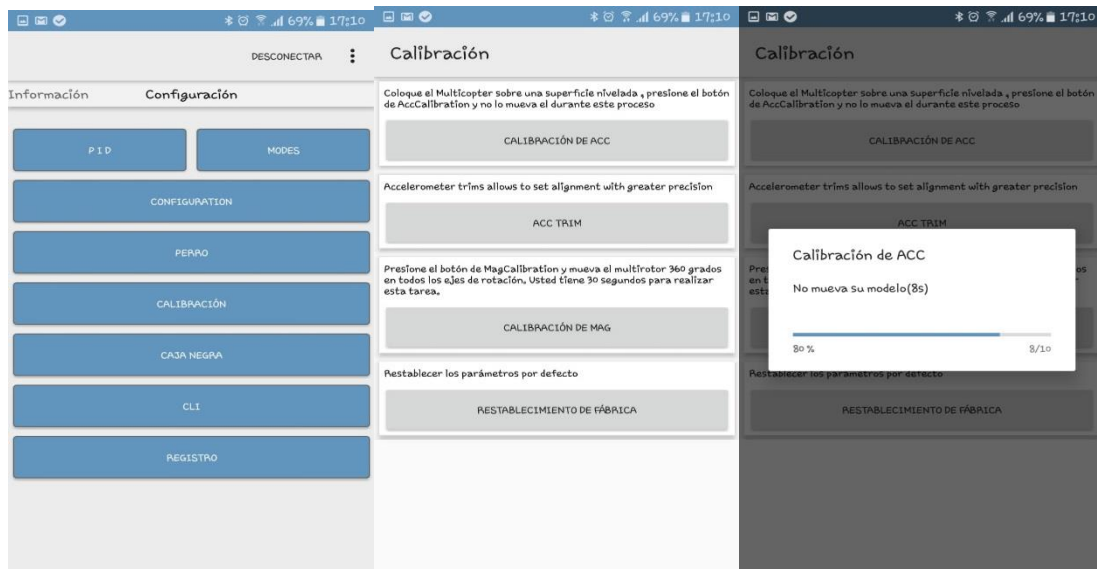 69% 17:10
DESCONECTAR
Información Configuración
PID MODES
CONFIGURATION
PERRO
CALIBRACIÓN
CAJA NEGRA
CLI
REGISTRO
69% 17:10
Calibración
Coloque el Multicopter sobre una superficie nivelada , presione el botón
de AccCalibration y no lo mueva el durante este proceso
CALIBRACIÓN DE ACC
Accelerometer trims allows to set alignment with greater precision
ACC TRIM
Presione el botón de MagCalibration y mueva el multirotor 360 grados
en todos los ejes de rotación, Usted tiene 30 segundos para realizar
esta tarea.
CALIBRACIÓN DE MAG
Restablecer los parámetros por defecto
RESTABLECIMIENTO DE FÁBRICA
69% 17:10
Calibración
Coloque el Multicopter sobre una superficie nivelada , presione el botón
de AccCalibration y no lo mueva el durante este proceso
CALIBRACIÓN DE ACC
Accelerometer trims allows to set alignment with greater precision
ACC TRIM
Calibración de ACC
No mueva su modelo(8s)
80 % 8/10
Restablecer los parámetros por defecto
RESTABLECIMIENTO DE FÁBRICA